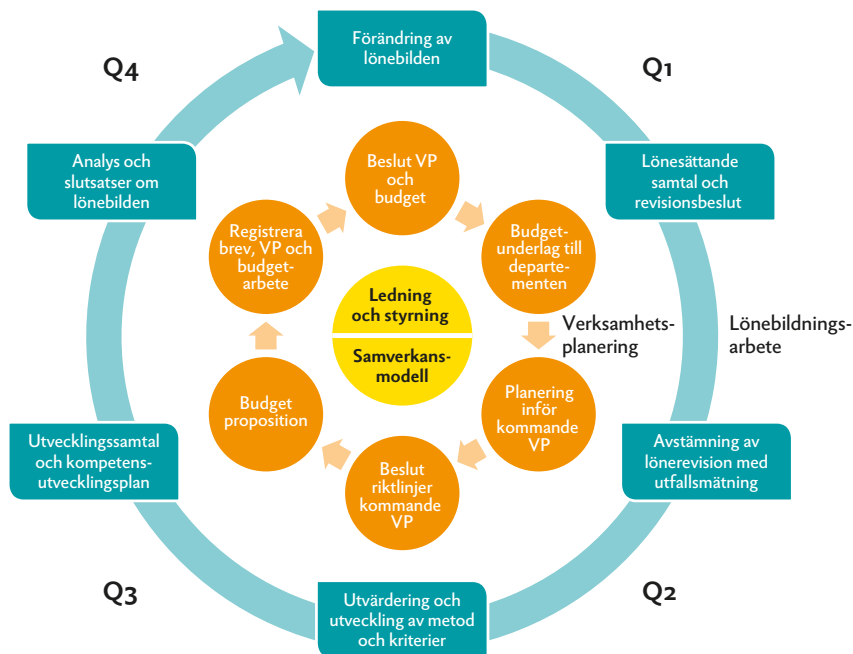 Förändring av
lönebilden
Q4
Q1
Analys och
slutsatser om
lönebilden
Beslut VP
och
budget
Lönesättande
samtal och
revisionsbeslut
Registrera
brev, VP och
budget-
arbete
Budget-
underlag till
departe-
menten
Ledning
och styrning
Samverkans-
modell
Verksamhets-
planering
Lönebildnings-
arbete
Budget
proposition
Planering
inför
kommande
VP
Utvecklingssamtal
och kompetens-
utvecklingsplan
Beslut
riktlinjer
kommande
VP
Avstämning av
lönerevision med
utfallsmätning
Q3
Q2
Utvärdering och
utveckling av metod
och kriterier